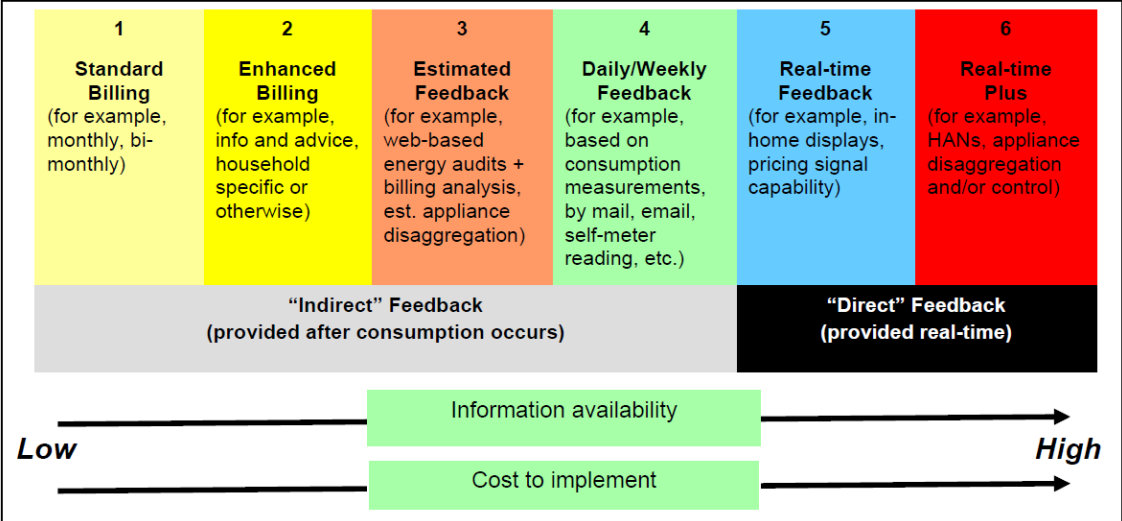 1
Standard
Billing
(for example,
monthly, bi-
monthly)
2
Enhanced
Billing
(for example,
info and advice,
household
specific or
otherwise)
3
Estimated
Feedback
(for example,
web-based
energy audits +
billing analysis,
est. appliance
disaggregation)
4
Daily/Weekly
Feedback
(for example,
based on
consumption
measurements,
by mail, email,
self-meter
reading, etc.)
5
Real-time
Feedback
(for example, in-
home displays,
pricing signal
capability)
6
Real-time
Plus
(for example,
HANs, appliance
disaggregation
and/or control)
“Indirect” Feedback
(provided after consumption occurs)
“Direct” Feedback
(provided real-time)
Information availability
Low
High
Cost to implement